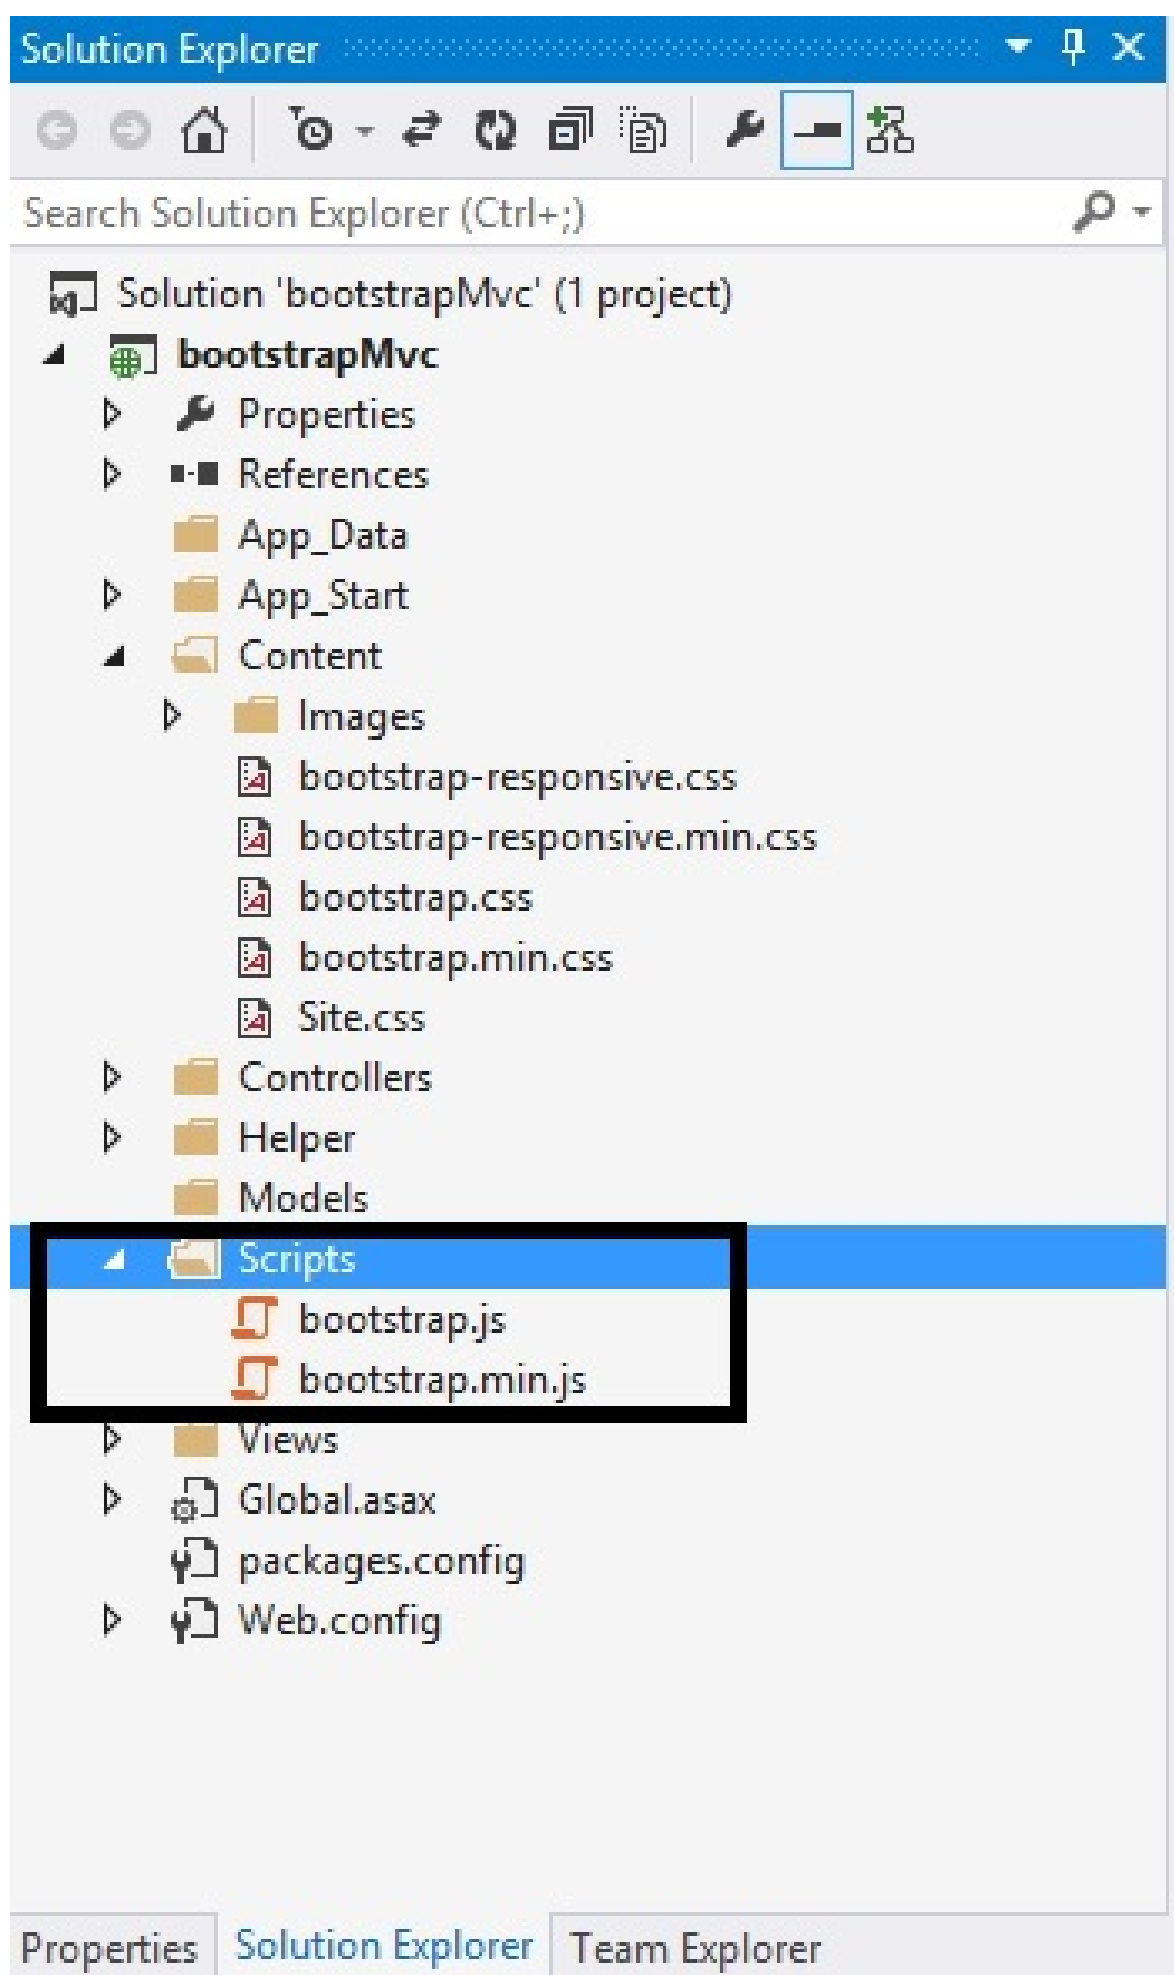 Solution Explorer
Search Solution Explorer (Ctrl+;)
Solution 'bootstrapMvc' (1 project)
bootstrapMvc
Properties
References
App_Data
App_Start
Content
Images
bootstrap-responsive.css
bootstrap-responsive.min.css
bootstrap.css
bootstrap.min.css
Site.css
Controllers
Helper
Models
Scripts
bootstrap.js
bootstrap.min.js
Views
Global.asax
packages.config
Web.config
Properties Solution Explorer Team Explorer